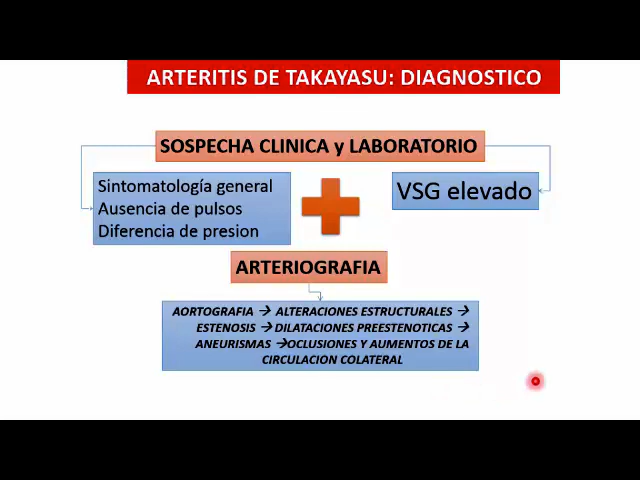 ARTERITIS DE TAKAYASU: DIAGNOSTICO
SOSPECHA CLINICA y LABORATORIO
Sintomatología general
Ausencia de pulsos
Diferencia de presion
VSG elevado
ARTERIOGRAFIA
AORTOGRAFIA → ALTERACIONES ESTRUCTURALES →
ESTENOSIS → DILATACIONES PREESTENOTICAS →
ANEURISMAS →OCLUSIONES Y AUMENTOS DE LA
CIRCULACION COLATERAL